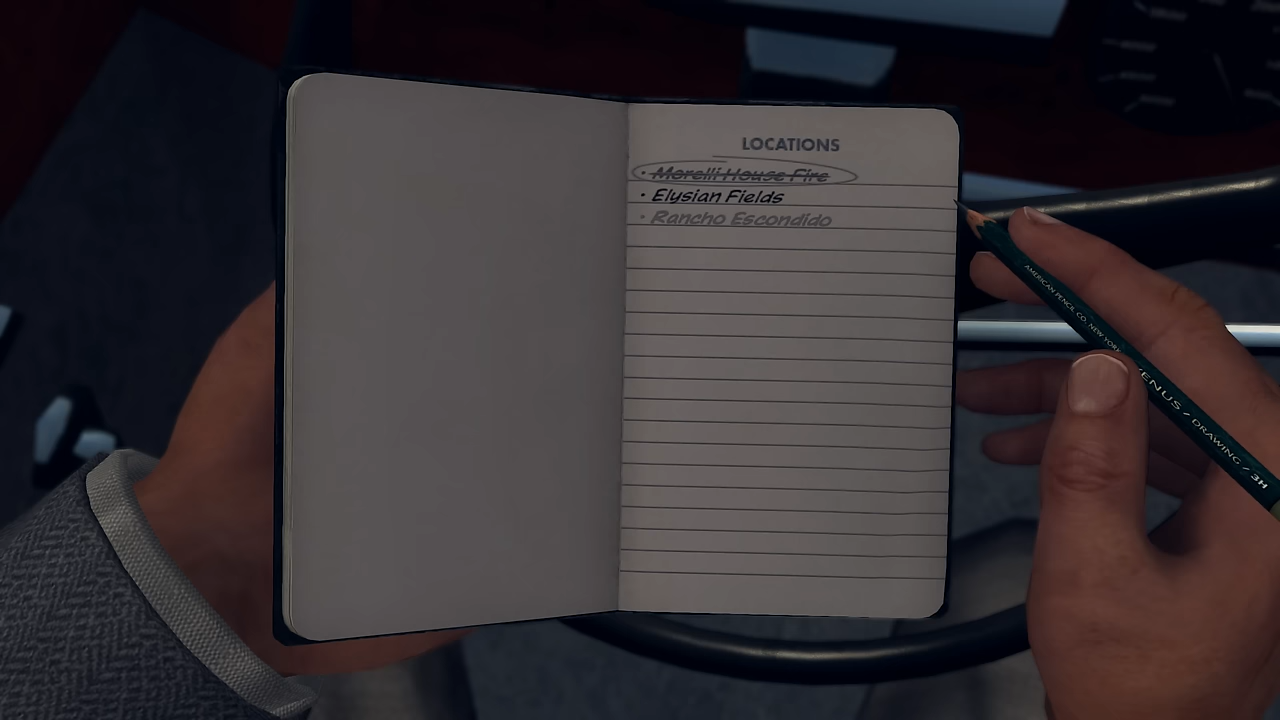 LOCATIONS
· Morelli House Fire
· Elysian Fields
· Rancho Escondido
AMERICAN PENCIL CO. NEW YORK
VENUS / DRAWING / 3H